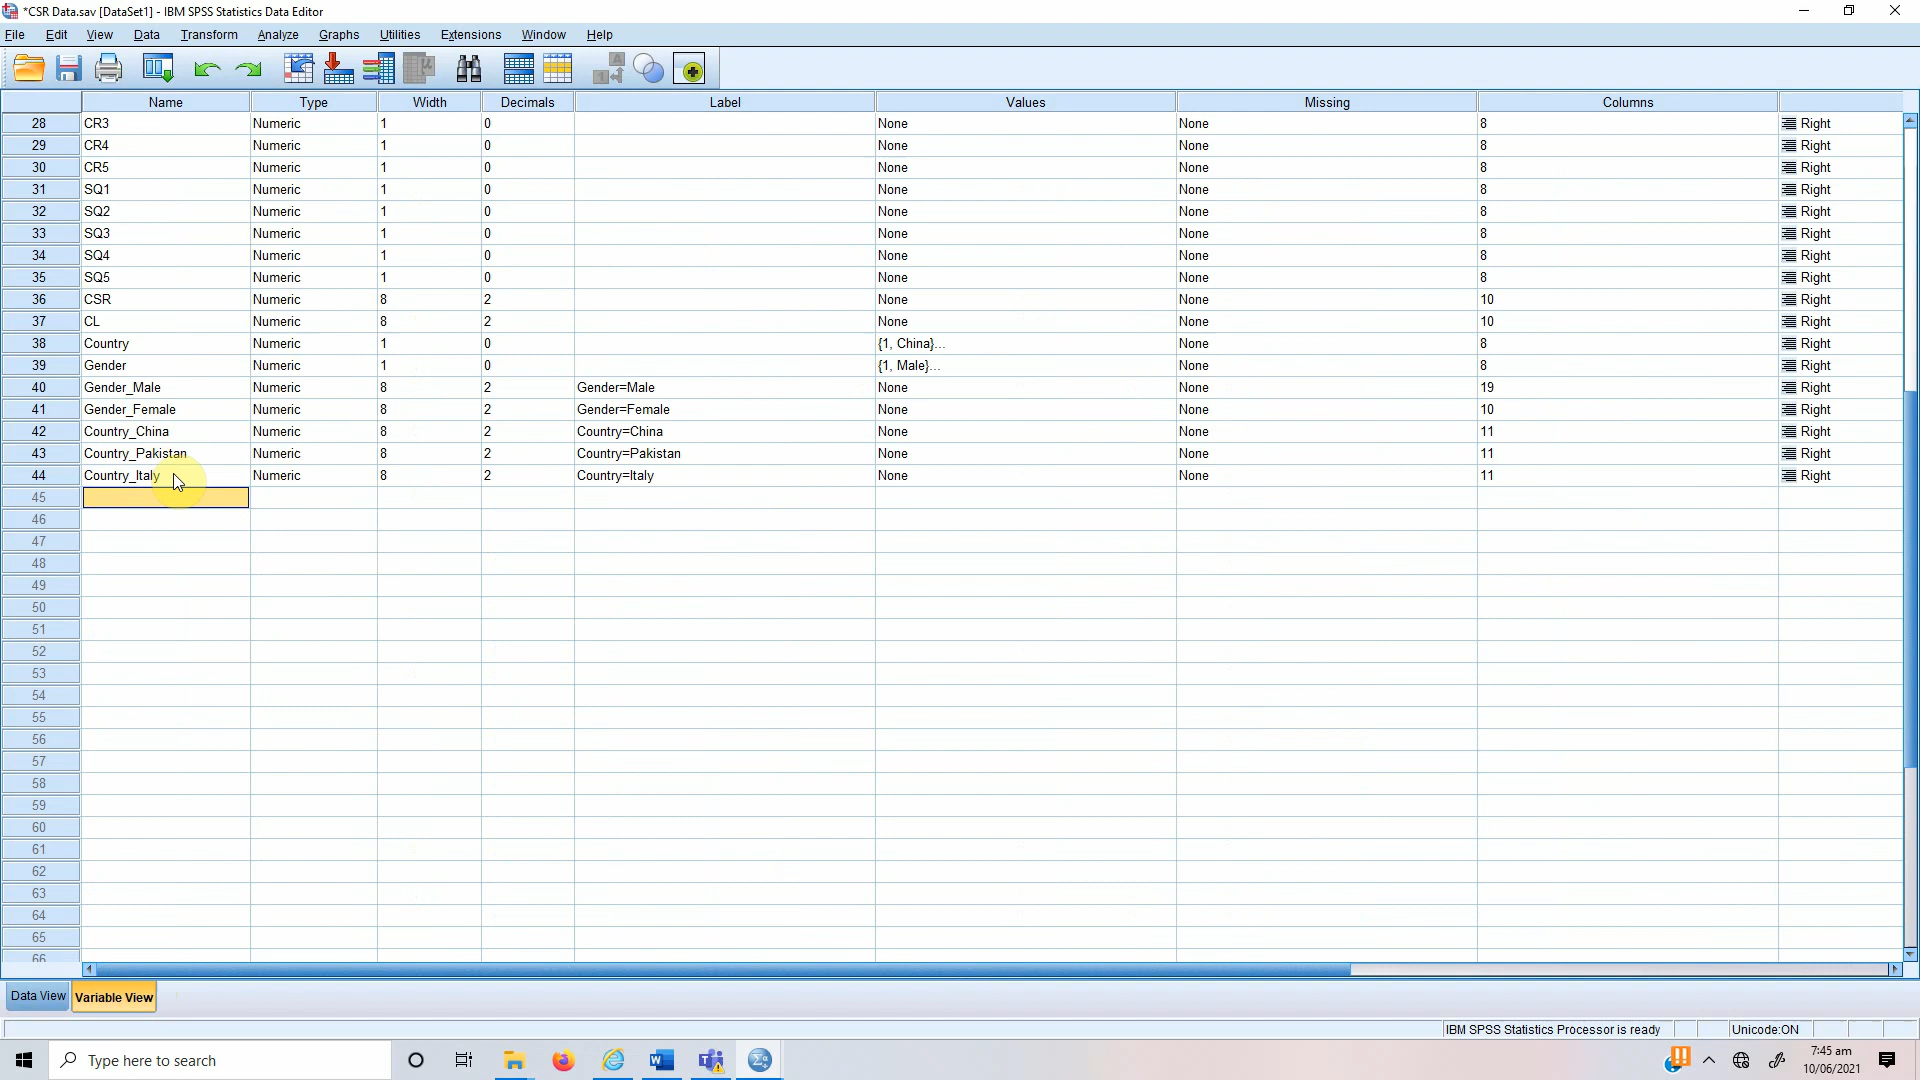 *CSR Data.sav [DataSet1] - IBM SPSS Statistics Data Editor
File Edit View Data Transform Analyze Graphs Utilities Extensions Window Help
Name Type Width Decimals Label Values Missing Columns
28 CR3 Numeric 1 0 None None 8 Right
29 CR4 Numeric 1 0 None None 8 Right
30 CR5 Numeric 1 0 None None 8 Right
31 SQ1 Numeric 1 0 None None 8 Right
32 SQ2 Numeric 1 0 None None 8 Right
33 SQ3 Numeric 1 0 None None 8 Right
34 SQ4 Numeric 1 0 None None 8 Right
35 SQ5 Numeric 1 0 None None 8 Right
36 CSR Numeric 8 2 None None 10 Right
37 CL Numeric 8 2 None None 10 Right
38 Country Numeric 1 0 {1, China}... None 8 Right
39 Gender Numeric 1 0 {1, Male}... None 8 Right
40 Gender_Male Numeric 8 2 Gender=Male None None 19 Right
41 Gender_Female Numeric 8 2 Gender=Female None None 10 Right
42 Country_China Numeric 8 2 Country=China None None 11 Right
43 Country_Pakistan Numeric 8 2 Country=Pakistan None None 11 Right
44 Country_Italy Numeric 8 2 Country=Italy None None 11 Right
45
46
47
48
49
50
51
52
53
54
55
56
57
58
59
60
61
62
63
64
65
66
Data View Variable View
IBM SPSS Statistics Processor is ready Unicode:ON
Type here to search
7:45 am
10/06/2021